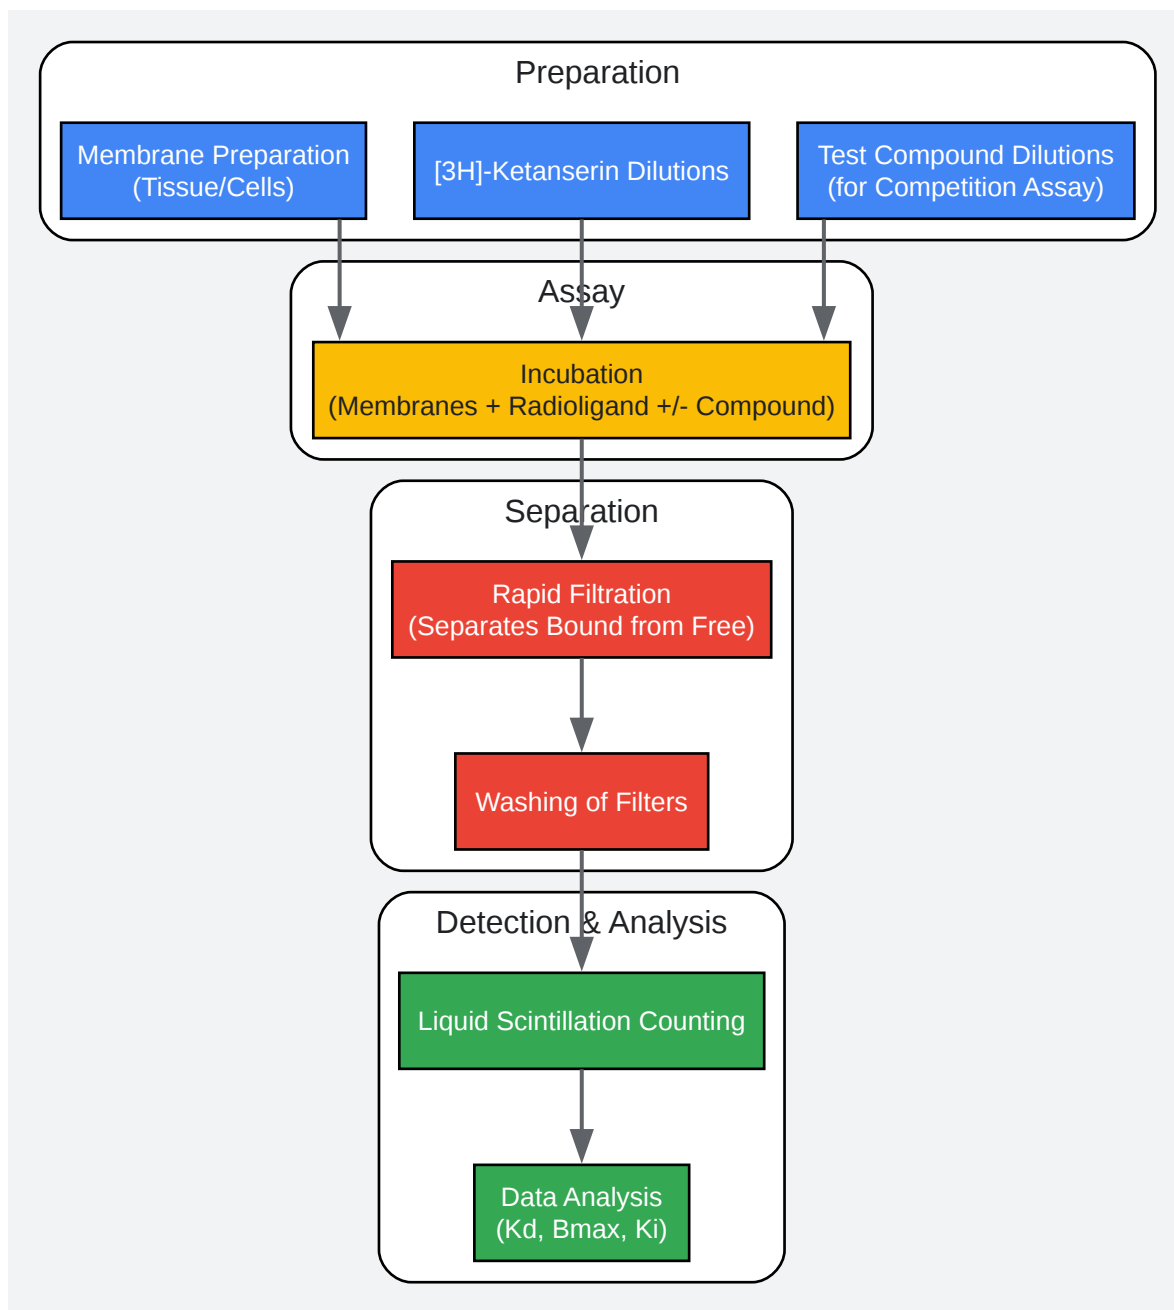 Preparation
Membrane Preparation
(Tissue/Cells)
[3H]-Ketanserin Dilutions
Test Compound Dilutions
(for Competition Assay)
Assay
Incubation
(Membranes + Radioligand +/- Compound)
Separation
Rapid Filtration
(Separates Bound from Free)
Washing of Filters
Detection & Analysis
Liquid Scintillation Counting
Data Analysis
(Kd, Bmax, Ki)